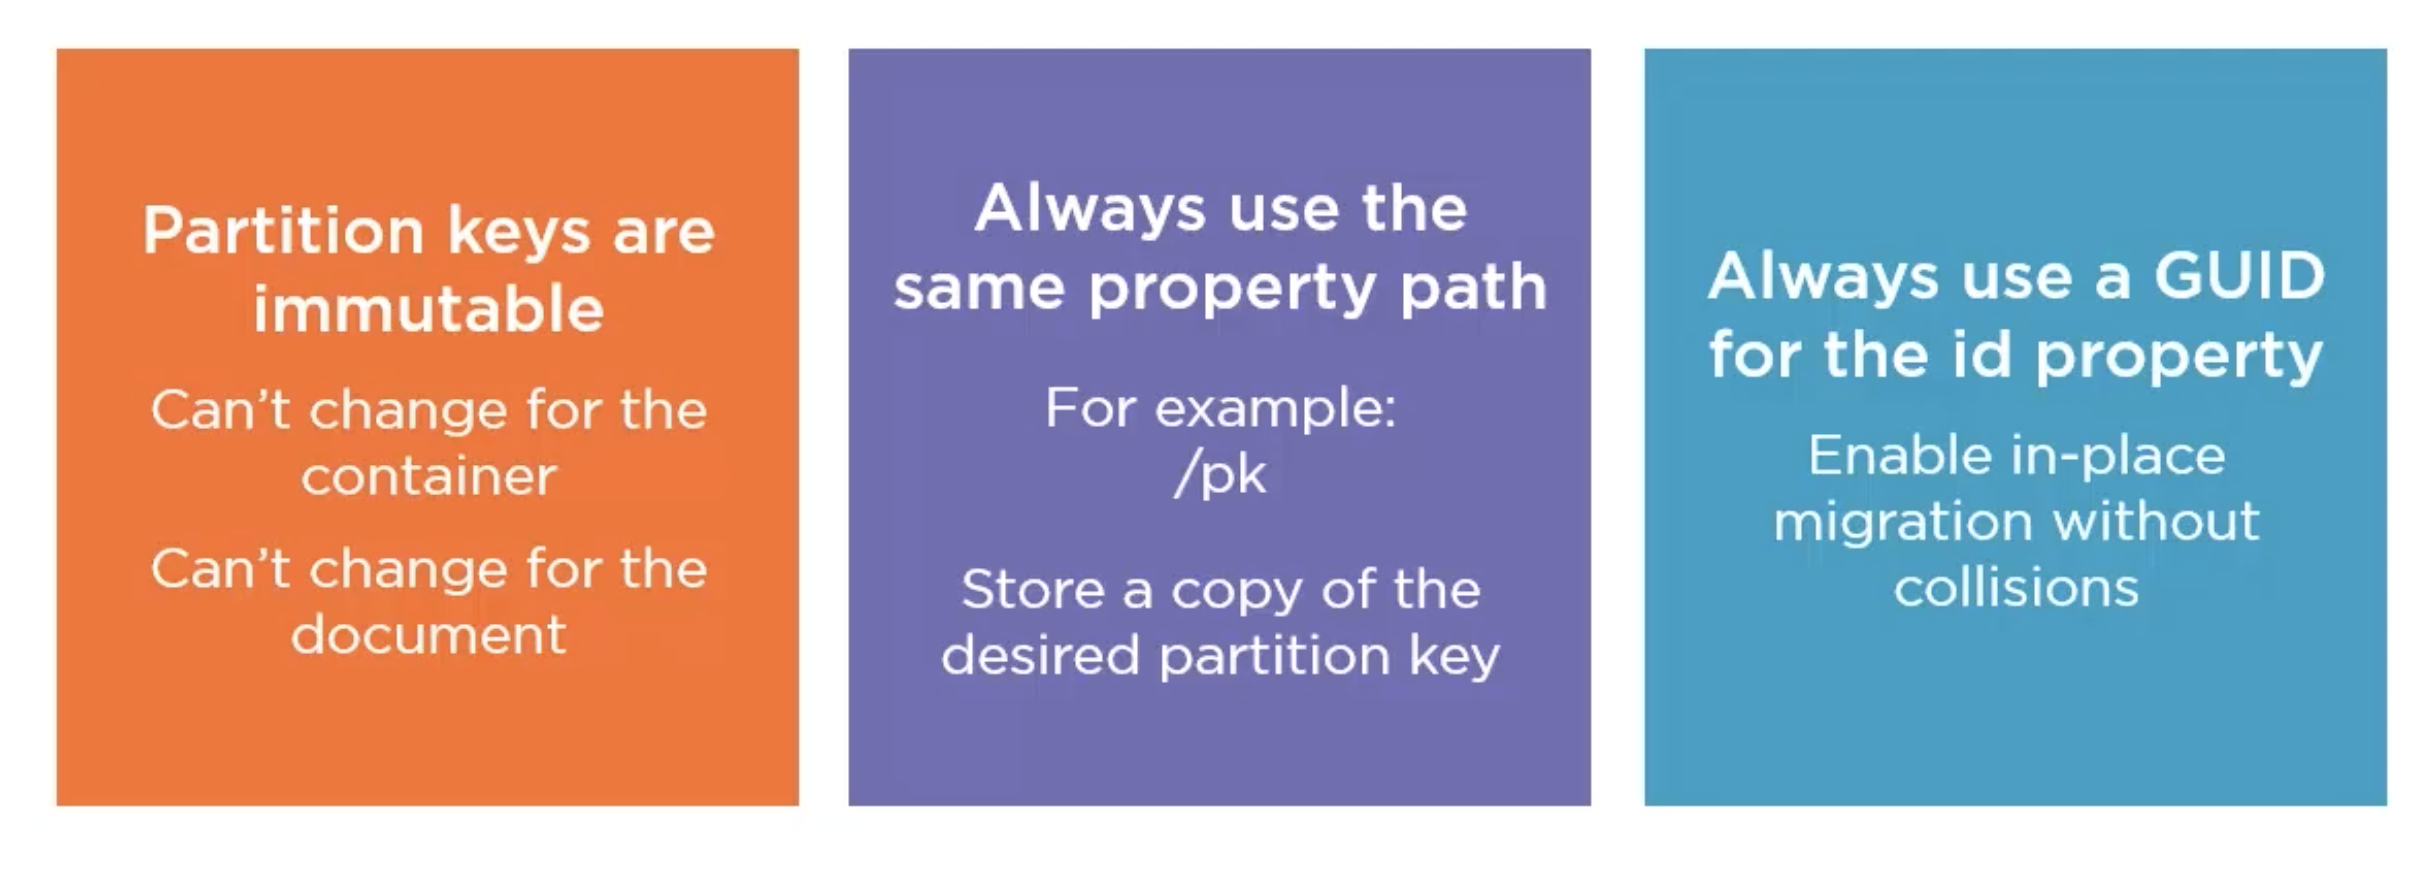 Partition keys are
immutable
Can’t change for the
container
Can’t change for the
document
Always use the
same property path
For example:
/pk
Store a copy of the
desired partition key
Always use a GUID
for the id property
Enable in-place
migration without
collisions